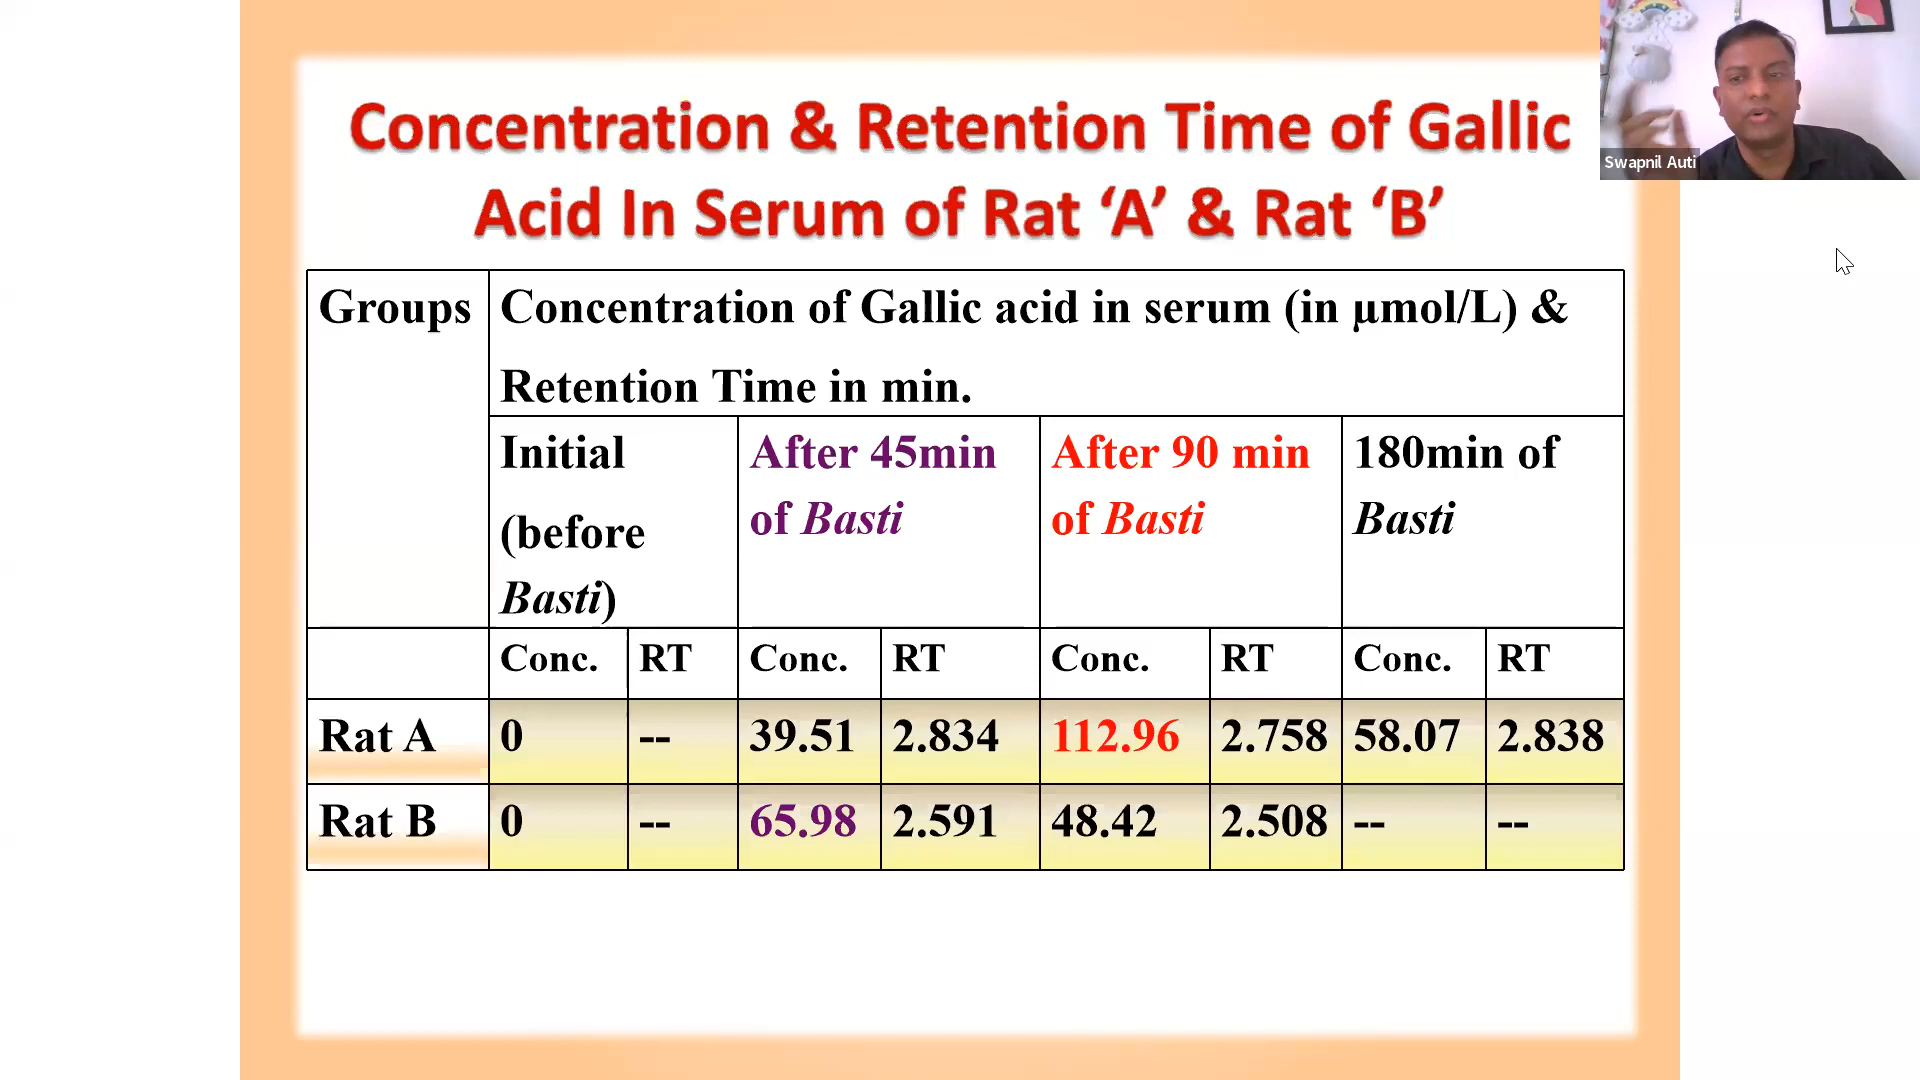 Concentration & Retention Time of Gallic
Acid In Serum of Rat ‘A’ & Rat ‘B’
Swapnil Auti
Groups Concentration of Gallic acid in serum (in µmol/L) &
Retention Time in min.
Initial
(before
Basti)
After 45min
of Basti
After 90 min
of Basti
180min of
Basti
Conc. RT Conc. RT Conc. RT Conc. RT
Rat A 0 -- 39.51 2.834 112.96 2.758 58.07 2.838
Rat B 0 -- 65.98 2.591 48.42 2.508 -- --